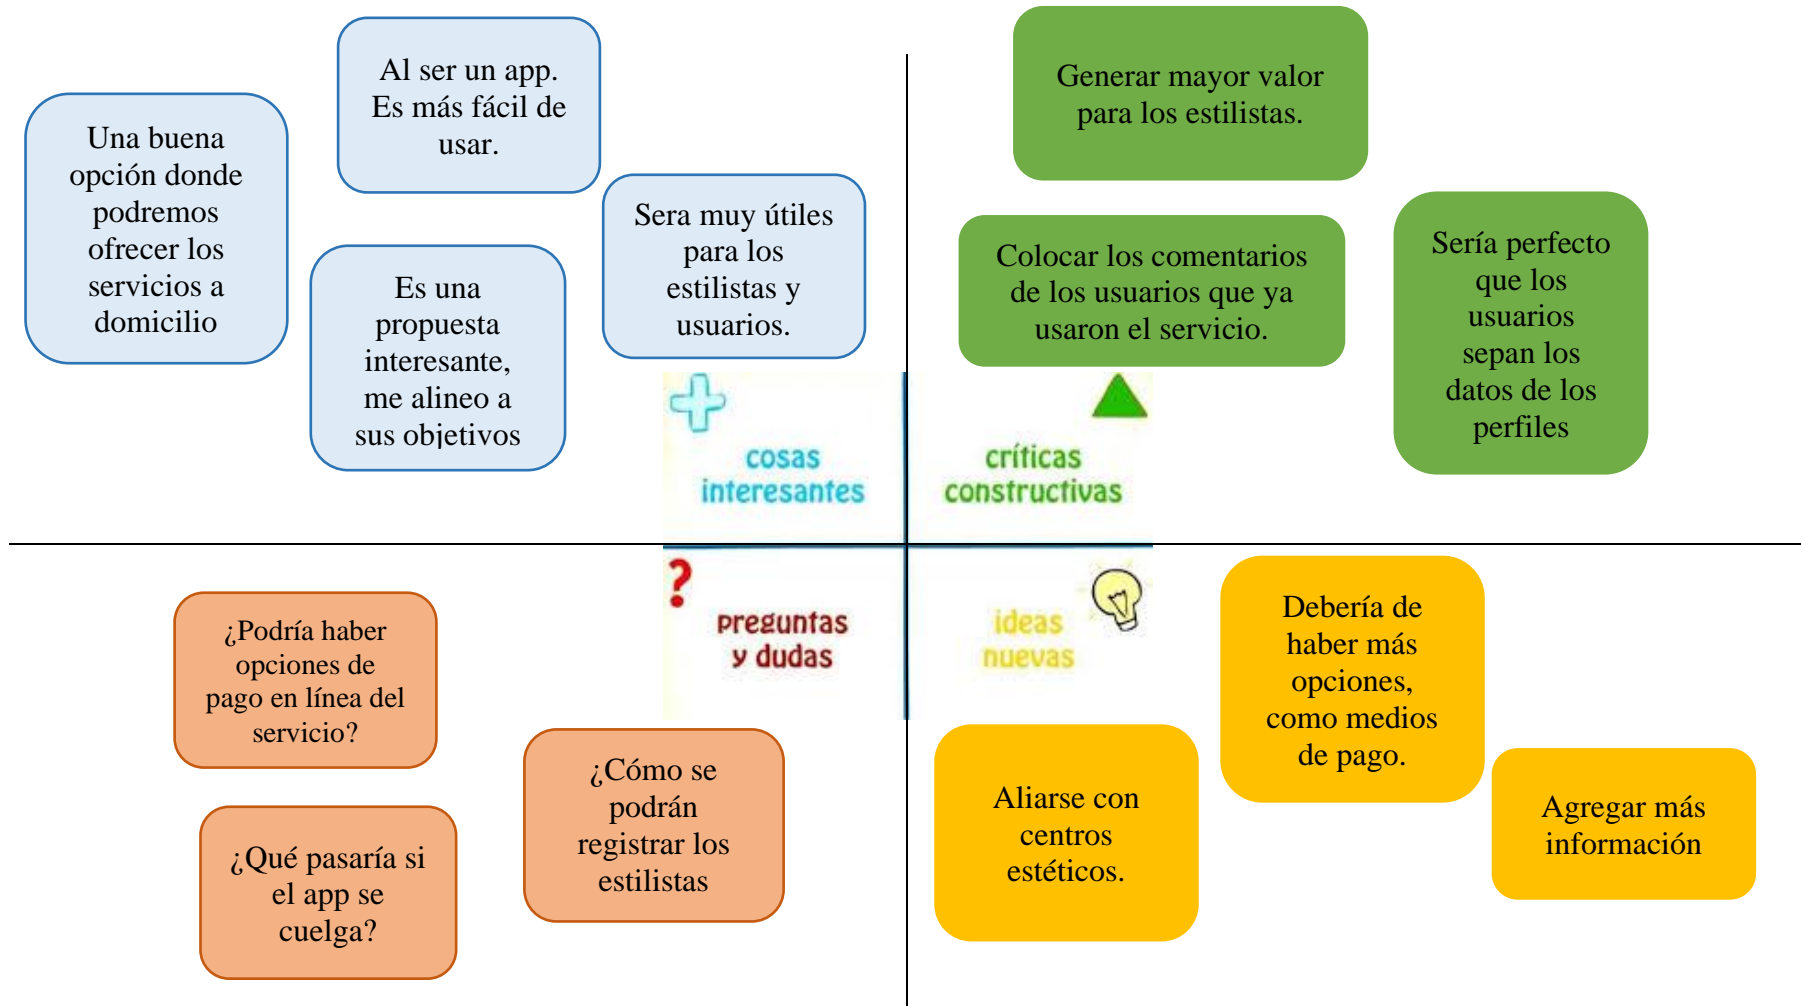 Una buena
opción donde
podremos
ofrecer los
servicios a
domicilio
Al ser un app.
Es más fácil de
usar.
Es una
propuesta
interesante,
me alineo a
sus objetivos
Sera muy útiles
para los
estilistas y
usuarios.
cosas
interesantes
Generar mayor valor
para los estilistas.
Colocar los comentarios
de los usuarios que ya
usaron el servicio.
Sería perfecto
que los
usuarios
sepan los
datos de los
perfiles
críticas
constructivas
?
preguntas
y dudas
¿Podría haber
opciones de
pago en línea del
servicio?
¿Qué pasaría si
el app se
cuelga?
¿Cómo se
podrán
registrar los
estilistas
ideas
nuevas
Debería de
haber más
opciones,
como medios
de pago.
Aliarse con
centros
estéticos.
Agregar más
información